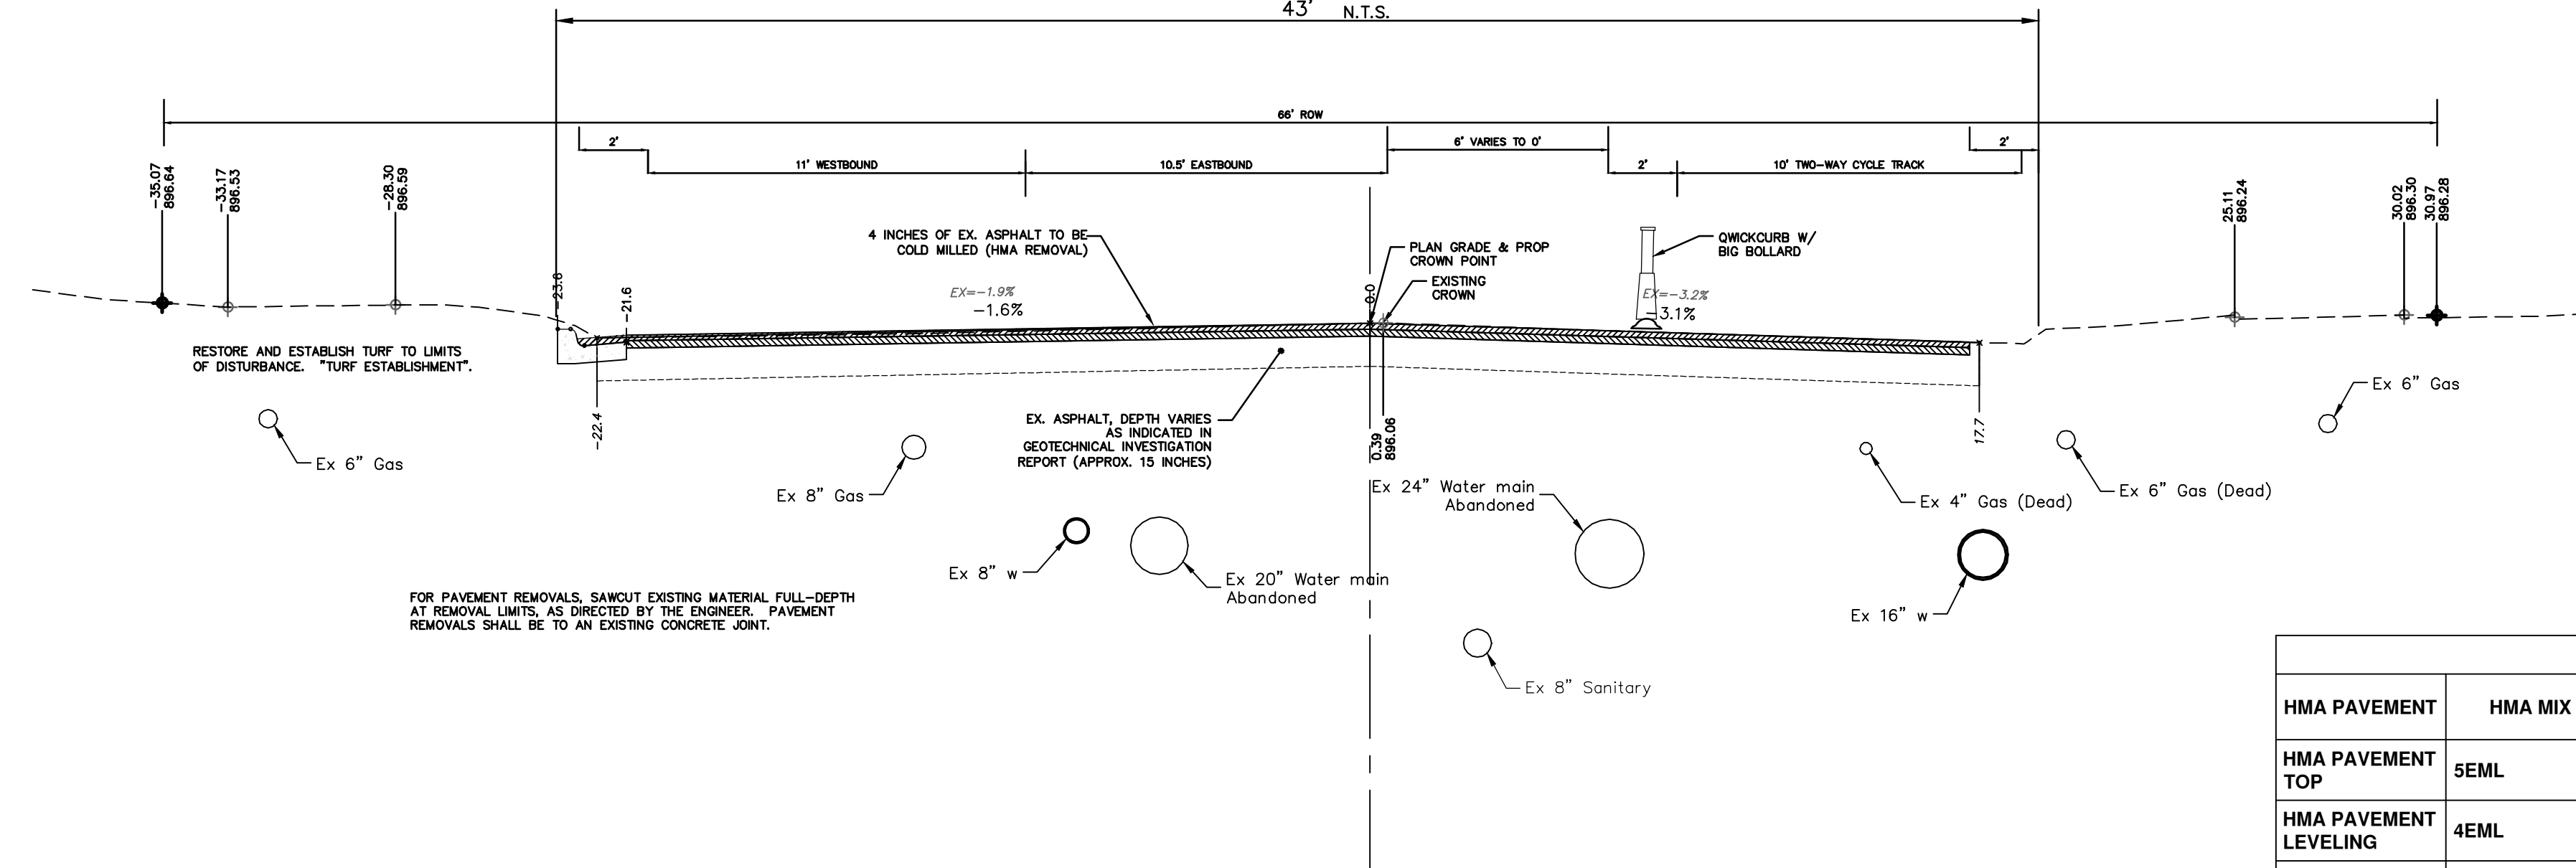 43' N.T.S.
66' ROW
2'
6' VARIES TO 0'
2'
11' WESTBOUND
10.5' EASTBOUND
2'
10' TWO-WAY CYCLE TRACK
-35.07
896.64
-33.17
896.53
-28.30
896.59
25.11
896.24
30.02
896.30
30.97
896.28
4 INCHES OF EX. ASPHALT TO BE
COLD MILLED (HMA REMOVAL)
PLAN GRADE & PROP
CROWN POINT
QWICKCURB W/
BIG BOLLARD
EXISTING
CROWN
-23.6
-21.6
EX=-1.9%
-1.6%
0.0
EX=-3.2%
-3.1%
RESTORE AND ESTABLISH TURF TO LIMITS
OF DISTURBANCE. "TURF ESTABLISHMENT".
-22.4
EX. ASPHALT, DEPTH VARIES
AS INDICATED IN
GEOTECHNICAL INVESTIGATION
REPORT (APPROX. 15 INCHES)
0.39
896.06
17.7
Ex 6" Gas
Ex 6" Gas
Ex 8" Gas
Ex 24" Water main
Abandoned
Ex 4" Gas (Dead)
Ex 6" Gas (Dead)
Ex 8" w
Ex 20" Water main
Abandoned
Ex 16" w
FOR PAVEMENT REMOVALS, SAWCUT EXISTING MATERIAL FULL-DEPTH
AT REMOVAL LIMITS, AS DIRECTED BY THE ENGINEER. PAVEMENT
REMOVALS SHALL BE TO AN EXISTING CONCRETE JOINT.
Ex 8" Sanitary
HMA PAVEMENT
HMA MIX
HMA PAVEMENT
TOP
5EML
HMA PAVEMENT
LEVELING
4EML